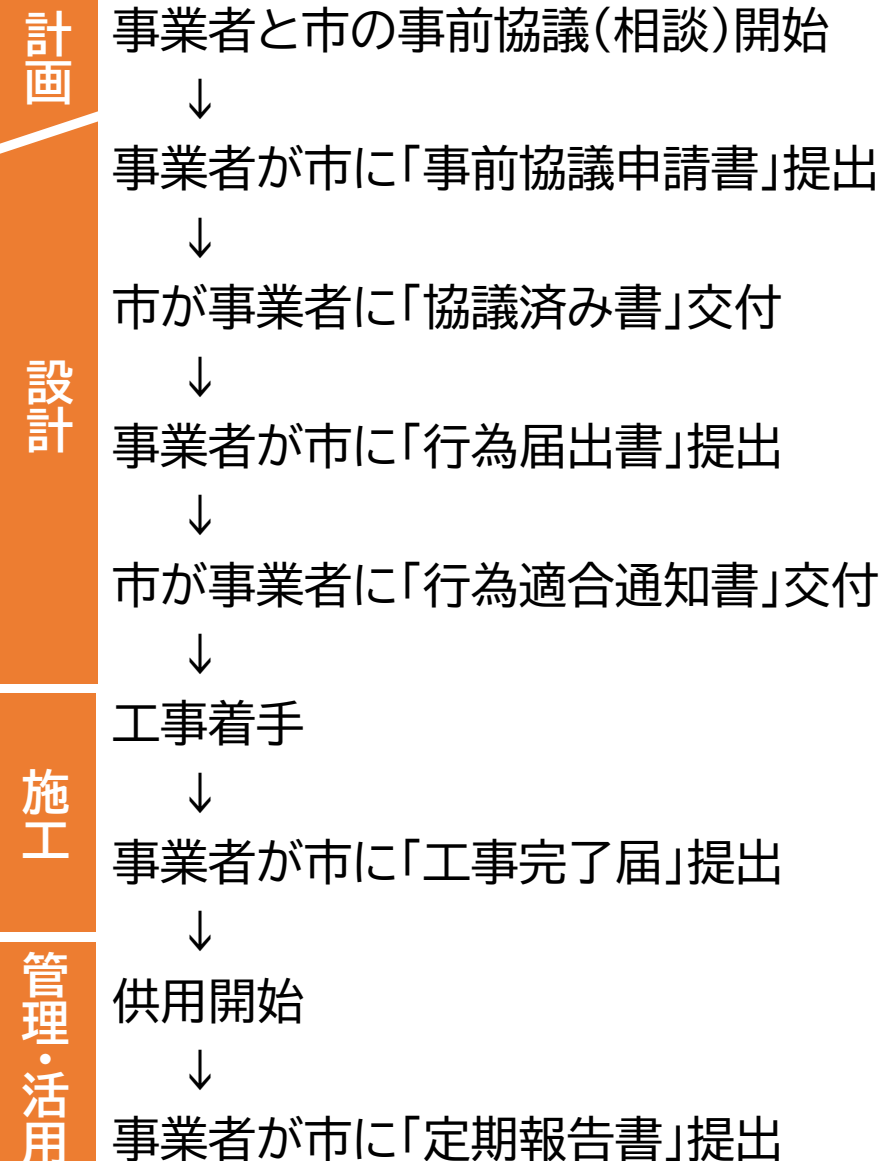 計画
事業者と市の事前協議（相談）開始
↓
事業者が市に「事前協議申請書」提出
↓
設計
市が事業者に「協議済み書」交付
↓
事業者が市に「行為届出書」提出
↓
市が事業者に「行為適合通知書」交付
↓
施工
工事着手
↓
事業者が市に「工事完了届」提出
↓
管理・活用
供用開始
↓
事業者が市に「定期報告書」提出